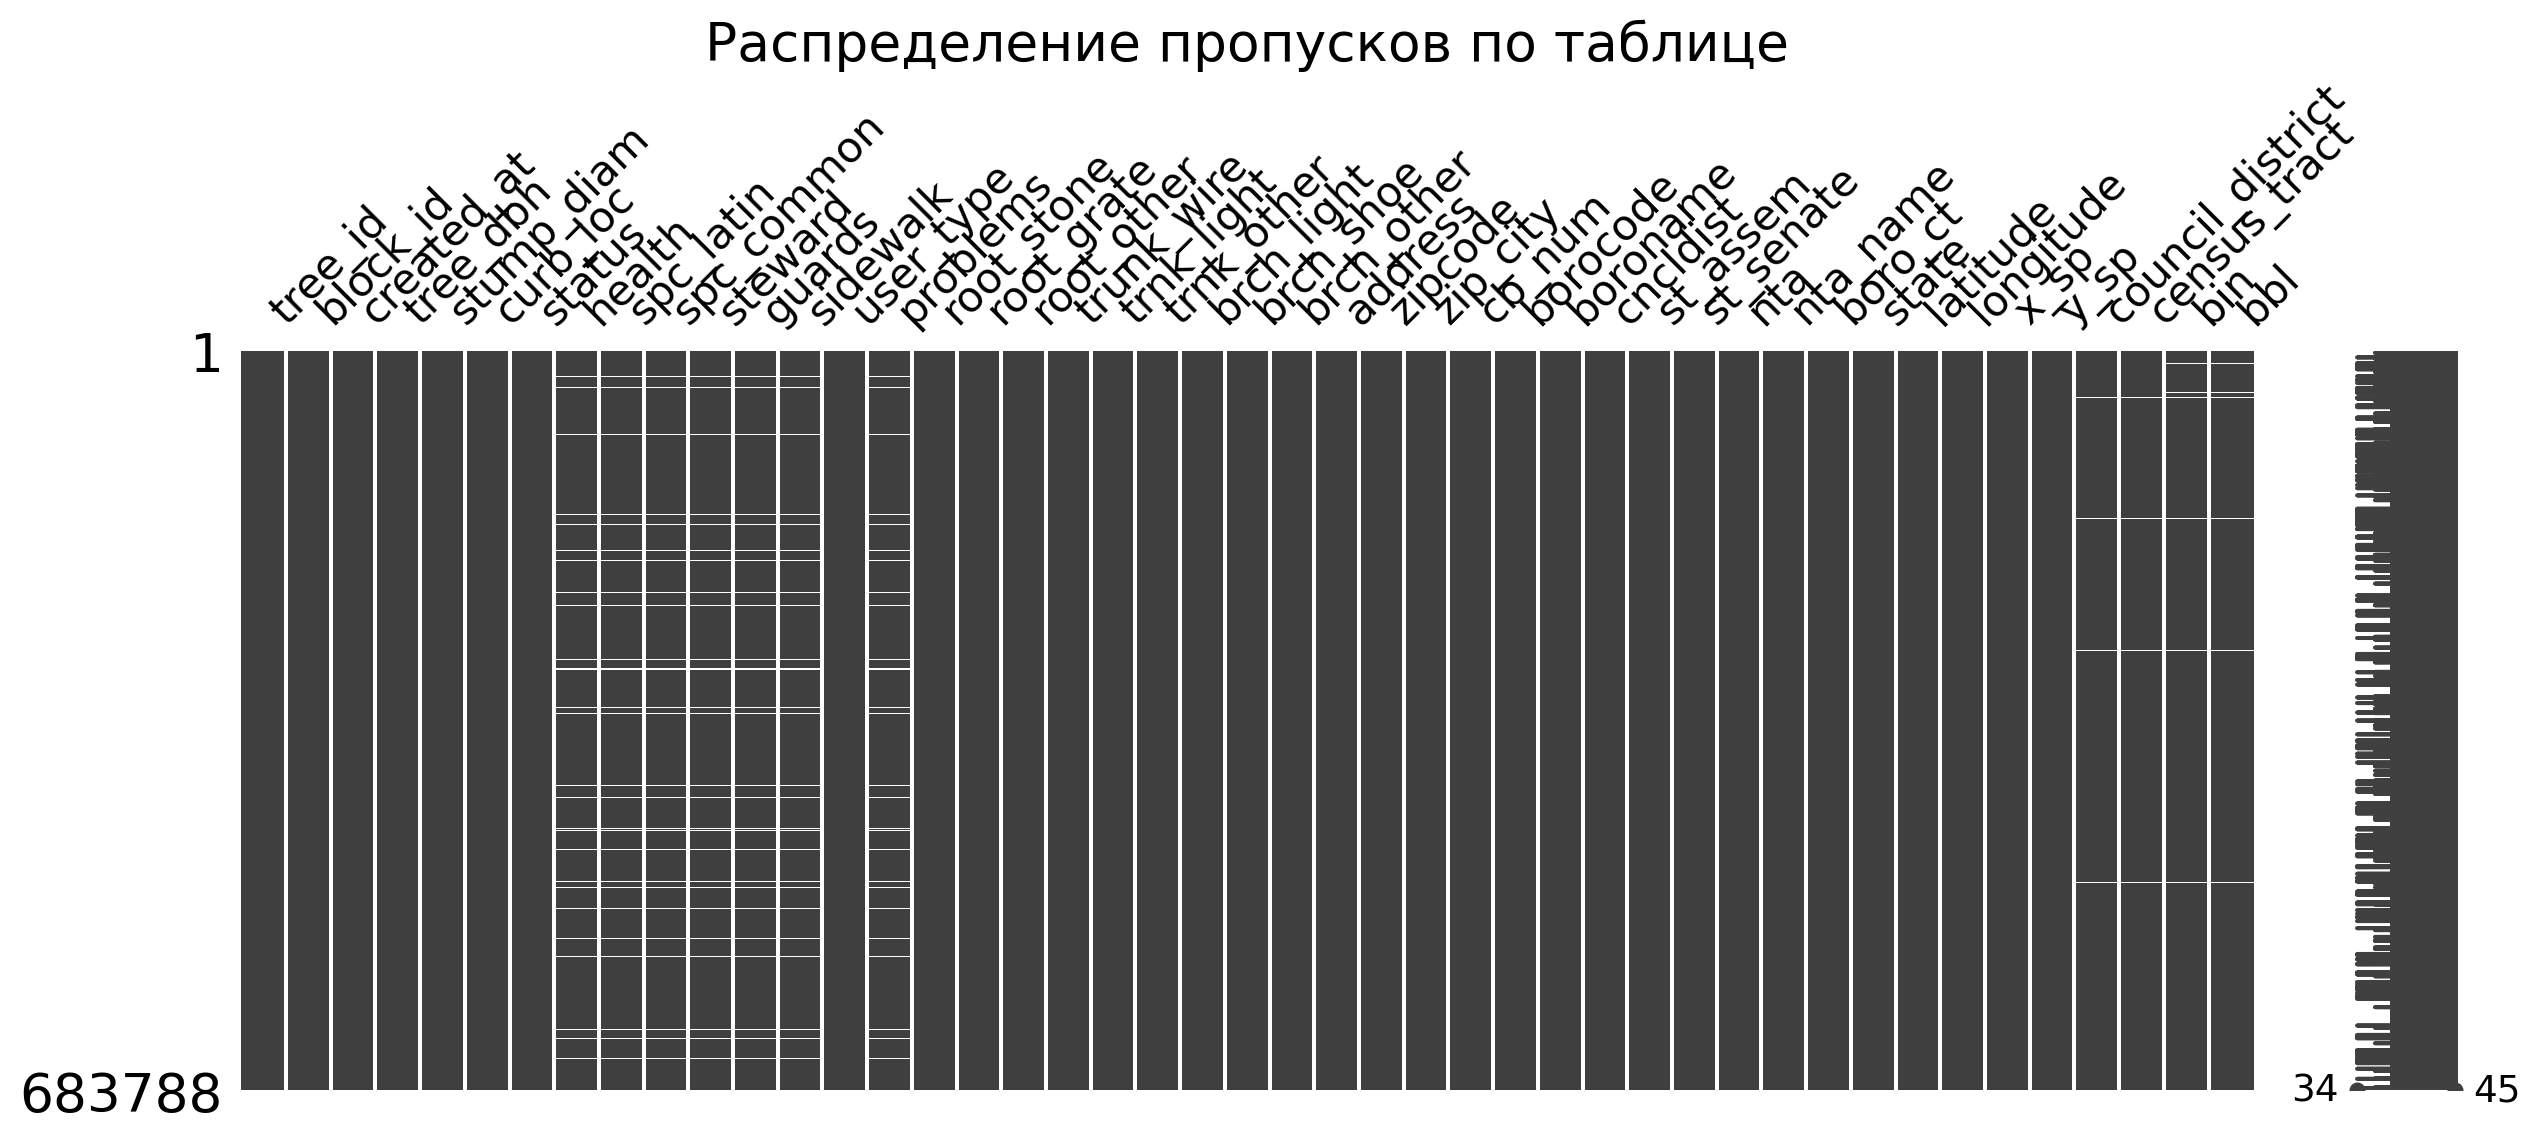 Распределение пропусков по таблице
tree_id
block_id
created_at
tree_dbh
stump_diam
curb_loc
status
health
spc_latin
spc_common
steward
guards
sidewalk
user_type
problems
root_stone
root_grate
root_other
trunk_wire
trnk_light
trnk_other
brch_light
brch_shoe
brch_other
address
zipcode
zip_city
cb_num
borocode
boroname
cncldist
st_assem
st_senate
nta
nta_name
boro_ct
state
latitude
longitude
x_sp
y_sp
council_district
census_tract
bin
bbl
1
683788
34
45